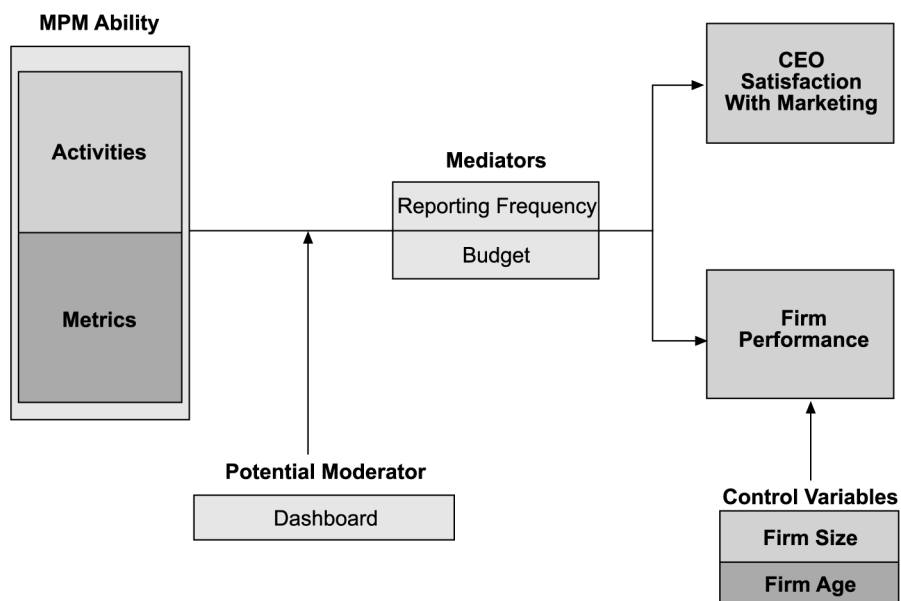 MPM Ability
Activities
Metrics
Mediators
Reporting Frequency
Budget
CEO
Satisfaction
With Marketing
Firm
Performance
Potential Moderator
Dashboard
Control Variables
Firm Size
Firm Age